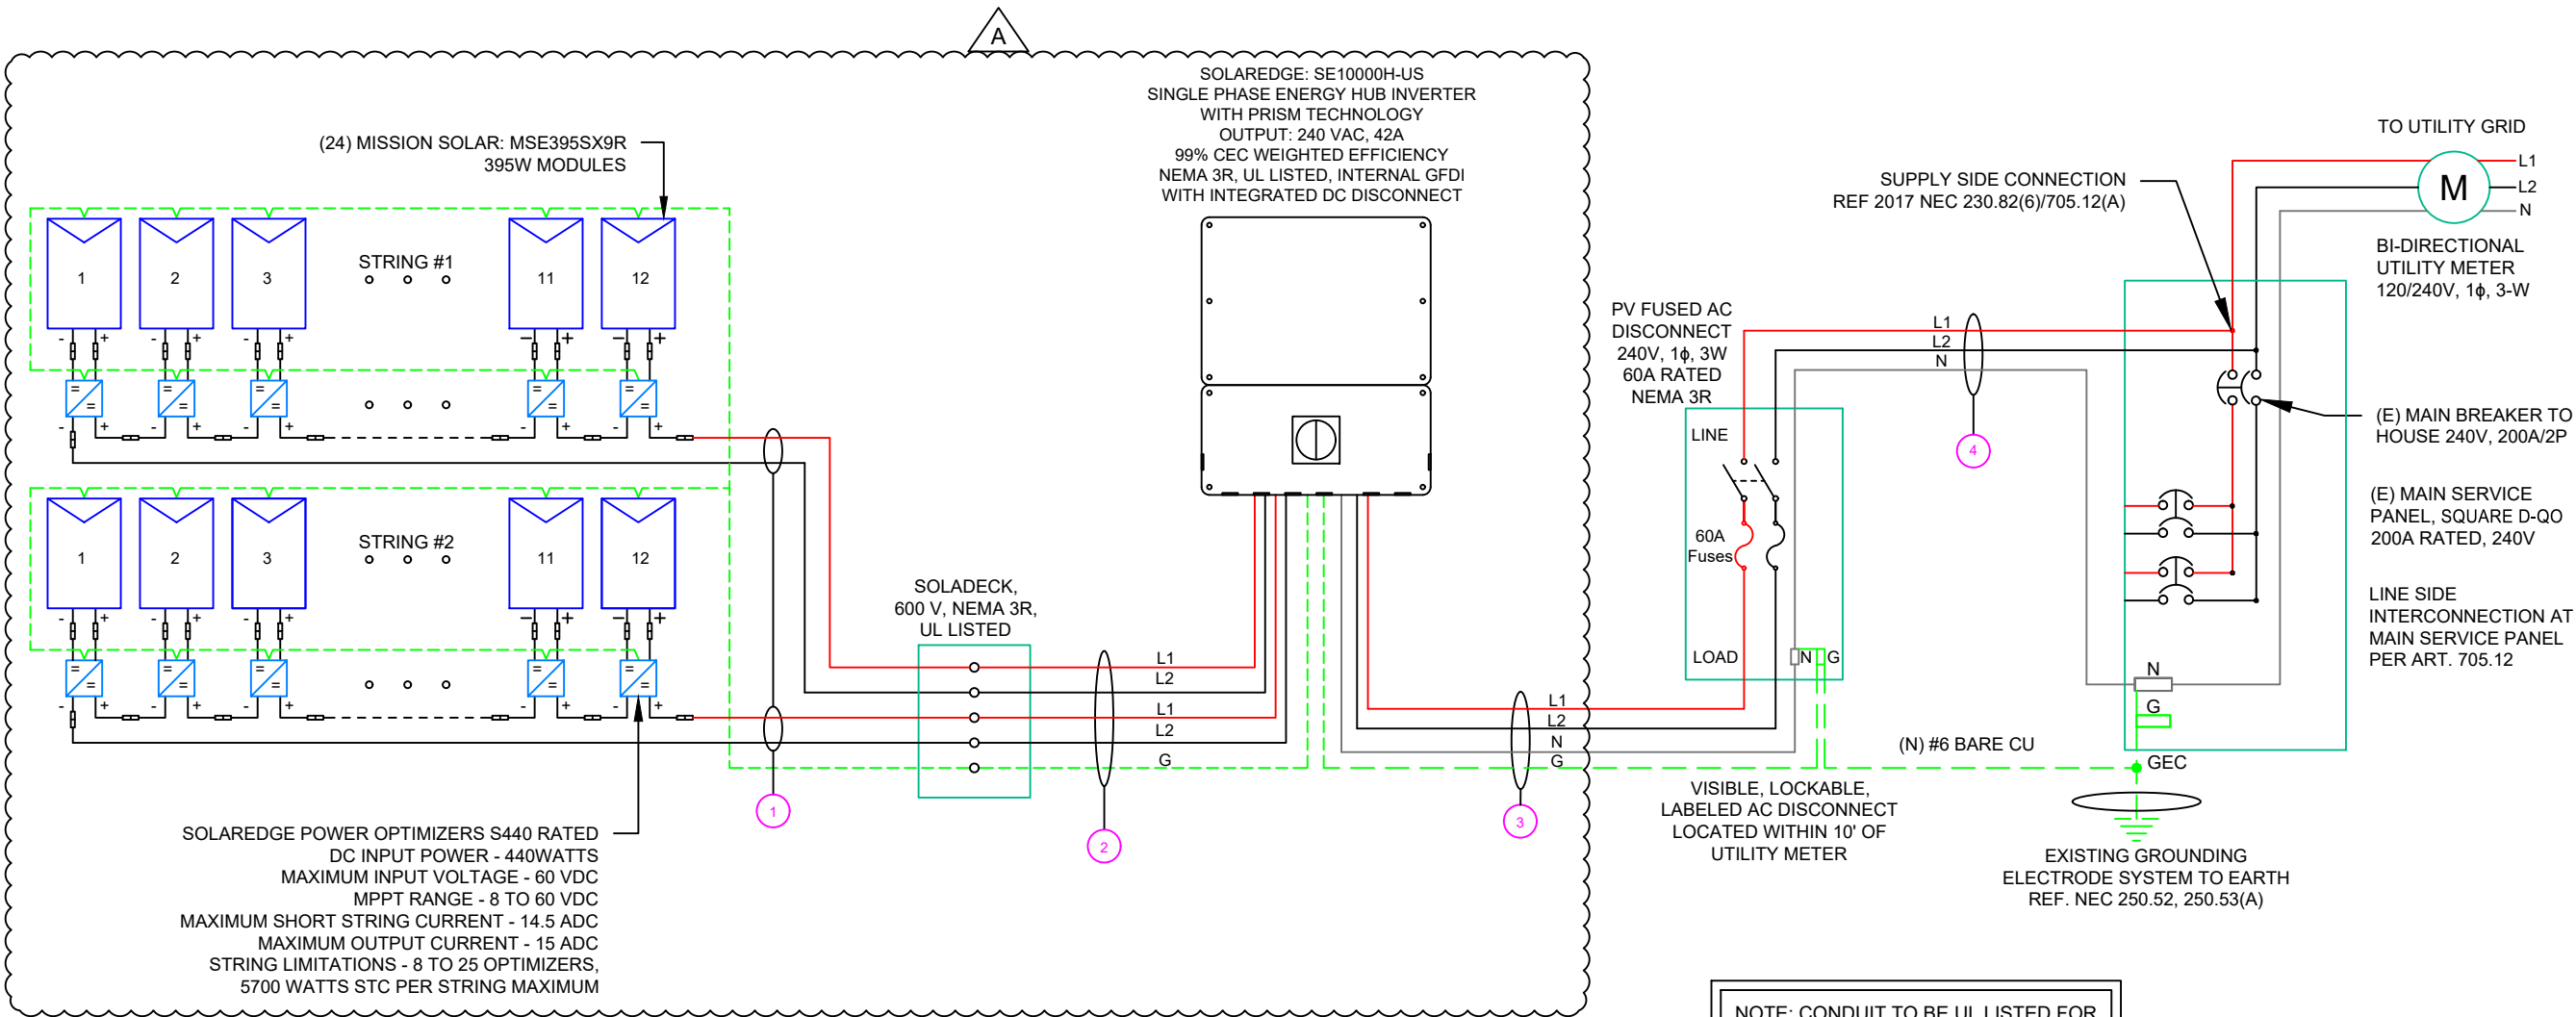 A
SOLAREDGE: SE10000H-US
SINGLE PHASE ENERGY HUB INVERTER
WITH PRISM TECHNOLOGY
OUTPUT: 240 VAC, 42A
99% CEC WEIGHTED EFFICIENCY
NEMA 3R, UL LISTED, INTERNAL GFDI
WITH INTEGRATED DC DISCONNECT
(24) MISSION SOLAR: MSE395SX9R
395W MODULES
1
2
3
STRING #1
11
12
- + - + - + - + - +
= = = = =
= = = = =
- + - + - + - + - +
1
2
3
STRING #2
11
12
- + - + - + - + - +
= = = = =
= = = = =
- + - + - + - + - +
SOLAREDGE POWER OPTIMIZERS S440 RATED
DC INPUT POWER - 440WATTS
MAXIMUM INPUT VOLTAGE - 60 VDC
MPPT RANGE - 8 TO 60 VDC
MAXIMUM SHORT STRING CURRENT - 14.5 ADC
MAXIMUM OUTPUT CURRENT - 15 ADC
STRING LIMITATIONS - 8 TO 25 OPTIMIZERS,
5700 WATTS STC PER STRING MAXIMUM
1
SOLADECK,
600 V, NEMA 3R,
UL LISTED
L1
L2
L1
L2
G
2
L1
L2
N
G
3
PV FUSED AC
DISCONNECT
240V, 1ϕ, 3W
60A RATED
NEMA 3R
LINE
60A
Fuses
LOAD
N
G
VISIBLE, LOCKABLE,
LABELED AC DISCONNECT
LOCATED WITHIN 10' OF
UTILITY METER
L1
L2
N
4
SUPPLY SIDE CONNECTION
REF 2017 NEC 230.82(6)/705.12(A)
TO UTILITY GRID
M
L1
L2
N
BI-DIRECTIONAL
UTILITY METER
120/240V, 1ϕ, 3-W
(E) MAIN BREAKER TO
HOUSE 240V, 200A/2P
(E) MAIN SERVICE
PANEL, SQUARE D-QO
200A RATED, 240V
LINE SIDE
INTERCONNECTION AT
MAIN SERVICE PANEL
PER ART. 705.12
N
G
(N) #6 BARE CU
GEC
EXISTING GROUNDING
ELECTRODE SYSTEM TO EARTH
REF. NEC 250.52, 250.53(A)
NOTE: CONDUIT TO BE UL LISTED FOR